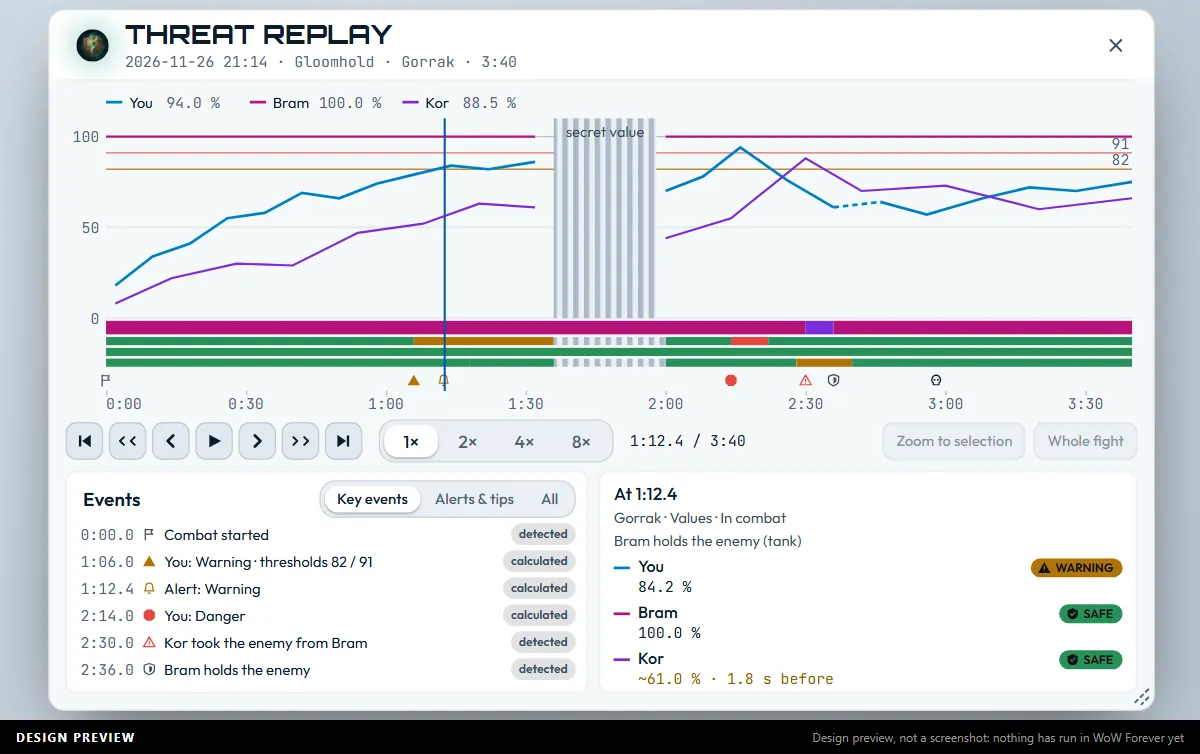 THREAT REPLAY
2026-11-26 21:14 · Gloomhold · Gorrak · 3:40
You 94.0 % Bram 100.0 % Kor 88.5 %
secret value
100
91
82
50
0
0:00 0:30 1:00 1:30 2:00 2:30 3:00 3:30
1× 2× 4× 8× 1:12.4 / 3:40 Zoom to selection Whole fight
Events Key events Alerts & tips All
0:00.0 Combat started detected
1:06.0 You: Warning · thresholds 82 / 91 calculated
1:12.4 Alert: Warning calculated
2:14.0 You: Danger calculated
2:30.0 Kor took the enemy from Bram detected
2:36.0 Bram holds the enemy detected
At 1:12.4
Gorrak · Values · In combat
Bram holds the enemy (tank)
You WARNING
84.2 %
Bram SAFE
100.0 %
Kor SAFE
~61.0 % · 1.8 s before
DESIGN PREVIEW Design preview, not a screenshot: nothing has run in WoW Forever yet